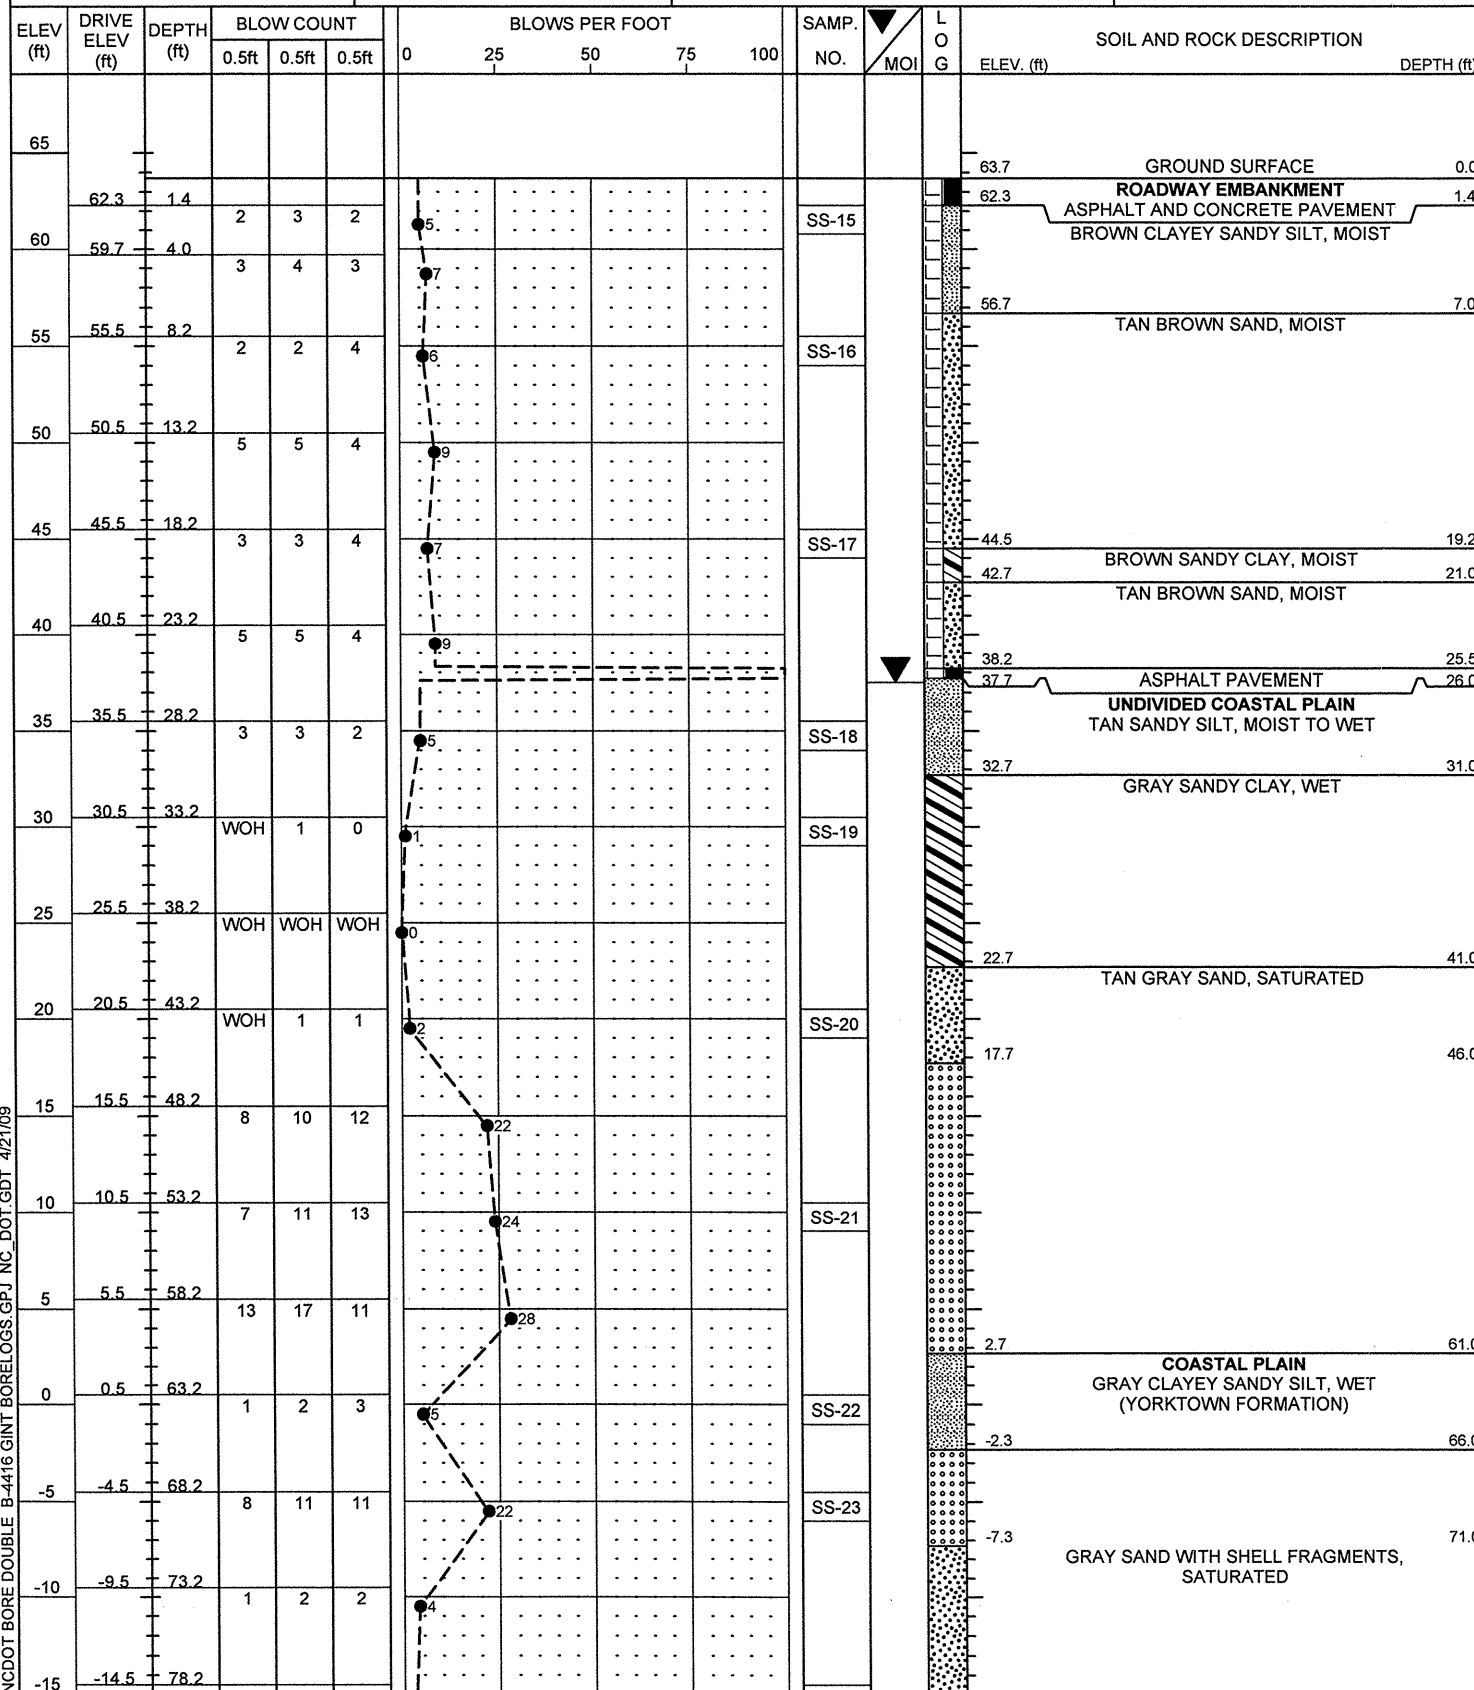 ELEV (ft) DRIVE ELEV (ft) DEPTH (ft) BLOW COUNT BLOWS PER FOOT SAMP. NO. MOI LOG SOIL AND ROCK DESCRIPTION
0.5ft 0.5ft 0.5ft 0 25 50 75 100 ELEV. (ft) DEPTH (ft)
65
63.7 GROUND SURFACE 0.0
ROADWAY EMBANKMENT
62.3 1.4 62.3 ASPHALT AND CONCRETE PAVEMENT 1.4
2 3 2 5 SS-15
BROWN CLAYEY SANDY SILT, MOIST
60 59.7 4.0
3 4 3 7
56.7 7.0
TAN BROWN SAND, MOIST
55 55.5 8.2
2 2 4 6 SS-16
50 50.5 13.2
5 5 4 9
45 45.5 18.2
3 3 4 7 SS-17
44.5 19.2
BROWN SANDY CLAY, MOIST
42.7 21.0
TAN BROWN SAND, MOIST
40 40.5 23.2
5 5 4 9
38.2 25.5
37.7 ASPHALT PAVEMENT 26.0
UNDIVIDED COASTAL PLAIN
TAN SANDY SILT, MOIST TO WET
35 35.5 28.2
3 3 2 5 SS-18
32.7 31.0
GRAY SANDY CLAY, WET
30 30.5 33.2
WOH 1 0 1 SS-19
25 25.5 38.2
WOH WOH WOH 0
22.7 41.0
TAN GRAY SAND, SATURATED
20 20.5 43.2
WOH 1 1 2 SS-20
17.7 46.0
15 15.5 48.2
8 10 12 22
10 10.5 53.2
7 11 13 24 SS-21
5 5.5 58.2
13 17 11 28
2.7 61.0
COASTAL PLAIN
GRAY CLAYEY SANDY SILT, WET
(YORKTOWN FORMATION)
0 0.5 63.2
1 2 3 5 SS-22
-2.3 66.0
-5 -4.5 68.2
8 11 11 22 SS-23
-7.3 71.0
GRAY SAND WITH SHELL FRAGMENTS,
SATURATED
-10 -9.5 73.2
1 2 2 4
-15 -14.5 78.2
NCDOT BORE DOUBLE B-4416 GINT BORELOGS.GPJ NC_DOT.GDT 4/21/09